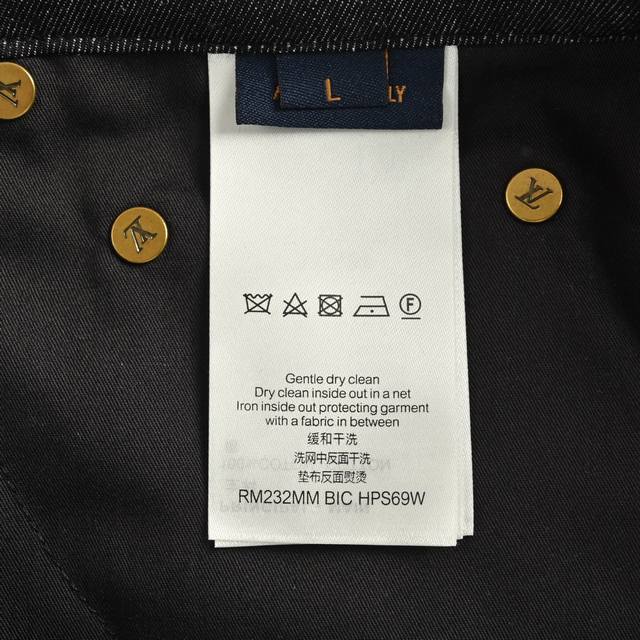 L
LY
F
Gentle dry clean
Dry clean inside out in a net
Iron inside out protecting garment
with a fabric in between
缓和干洗
洗网中反面干洗
垫布反面熨烫
RM232MM BIC HPS69W